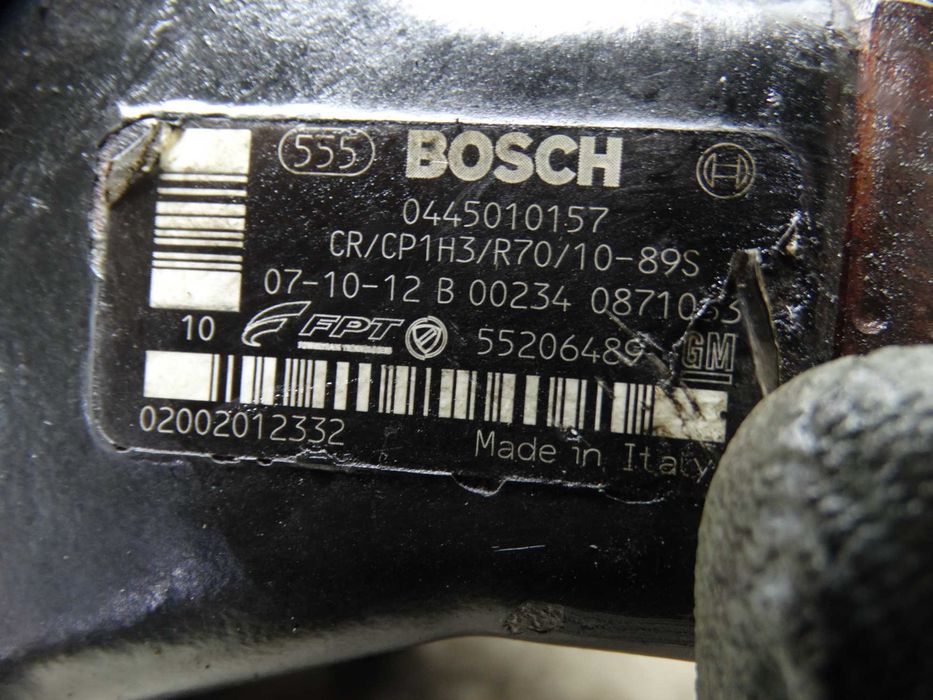 555 BOSCH
0445010157
CR/CP1H3/R70/10-89S
07-10-12 B 00234
10 FPT 55206489 GM
02002012332
Made in Italy